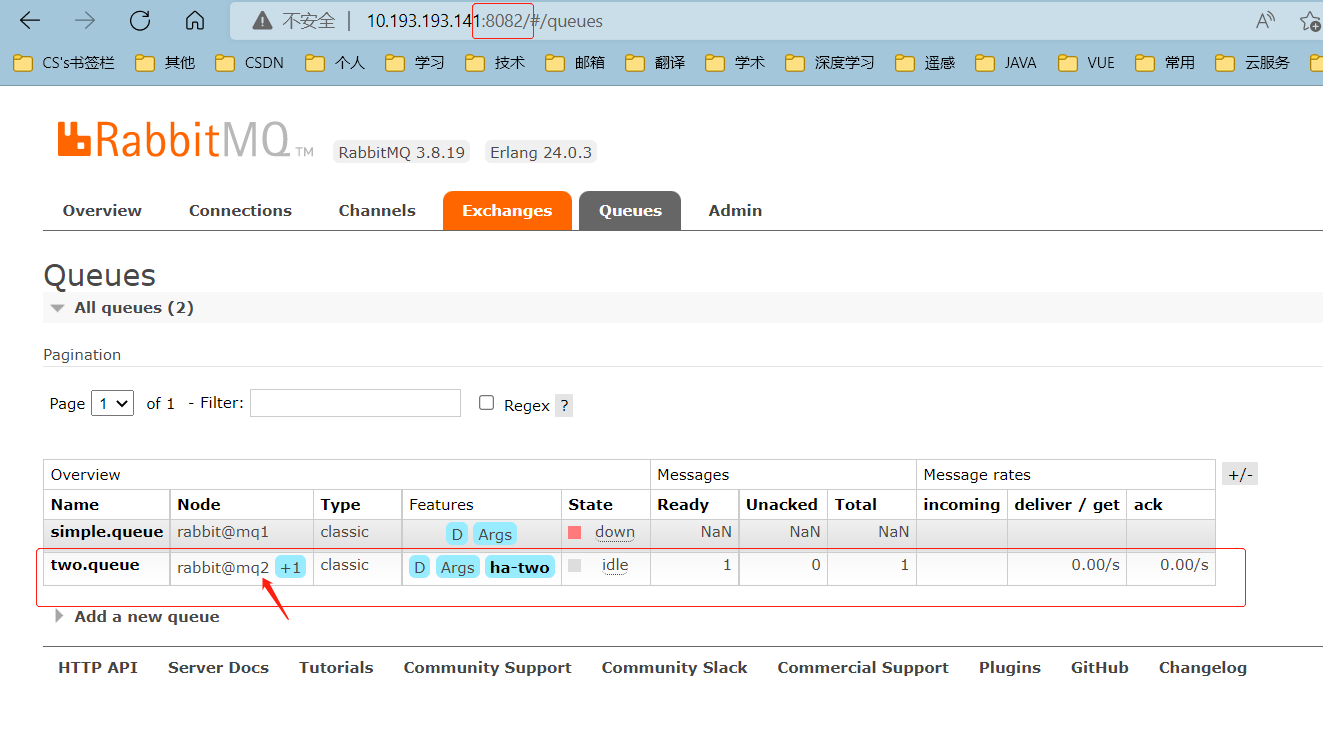 不安全 | 10.193.193.141:8082/#/queues
CS's书签栏 其他 CSDN 个人 学习 技术 邮箱 翻译 学术 深度学习 遥感 JAVA VUE 常用 云服务
RabbitMQ TM RabbitMQ 3.8.19 Erlang 24.0.3
Overview Connections Channels Exchanges Queues Admin
Queues
All queues (2)
Pagination
Page 1 of 1 - Filter: Regex ?
Overview Messages Message rates +/-
Name Node Type Features State Ready Unacked Total incoming deliver / get ack
simple.queue rabbit@mq1 classic D Args down NaN NaN NaN
two.queue rabbit@mq2 +1 classic D Args ha-two idle 1 0 1 0.00/s 0.00/s
Add a new queue
HTTP API Server Docs Tutorials Community Support Community Slack Commercial Support Plugins GitHub Changelog